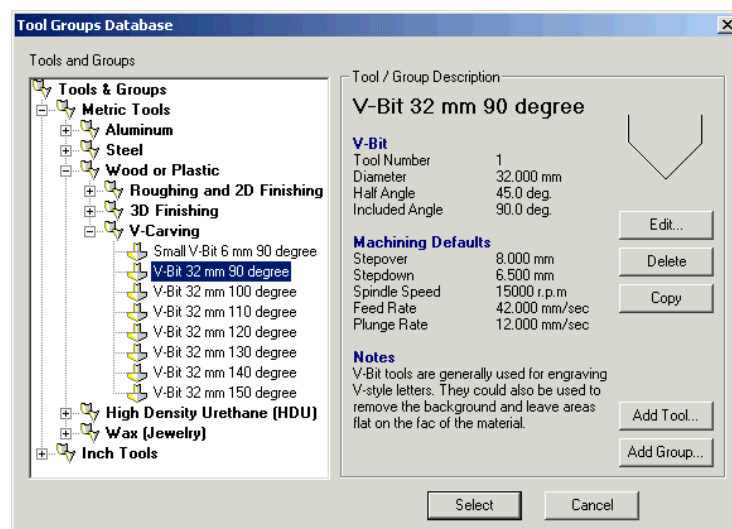 Tool Groups Database
Tools and Groups
Tools & Groups
Metric Tools
Aluminum
Steel
Wood or Plastic
Roughing and 2D Finishing
3D Finishing
V-Carving
Small V-Bit 6 mm 90 degree
V-Bit 32 mm 90 degree
V-Bit 32 mm 100 degree
V-Bit 32 mm 110 degree
V-Bit 32 mm 120 degree
V-Bit 32 mm 130 degree
V-Bit 32 mm 140 degree
V-Bit 32 mm 150 degree
High Density Urethane (HDU)
Wax (Jewelry)
Inch Tools
Tool / Group Description
V-Bit 32 mm 90 degree
V-Bit
Tool Number 1
Diameter 32.000 mm
Half Angle 45.0 deg.
Included Angle 90.0 deg.
Machining Defaults
Stepover 8.000 mm
Stepdown 6.500 mm
Spindle Speed 15000 r.p.m
Feed Rate 42.000 mm/sec
Plunge Rate 12.000 mm/sec
Notes
V-Bit tools are generally used for engraving
V-style letters. They could also be used to
remove the background and leave areas
flat on the fac of the material.
Edit...
Delete
Copy
Add Tool...
Add Group...
Select
Cancel